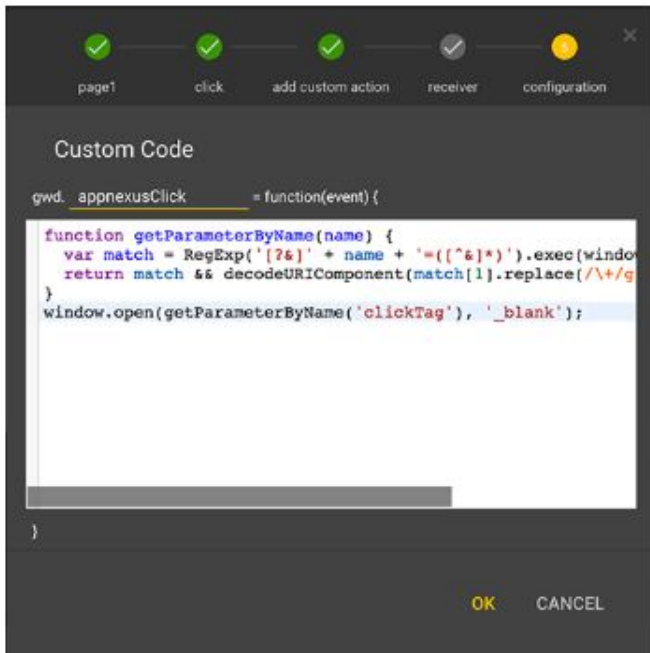 5
page1 click add custom action receiver configuration
Custom Code
gwd. appnexusClick = function(event) {
function getParameterByName(name) {
var match = RegExp('[?&]' + name + '=([^&]*)').exec(windo
return match && decodeURIComponent(match[1].replace(/\+/g
}
window.open(getParameterByName('clickTag'), '_blank');
}
OK CANCEL